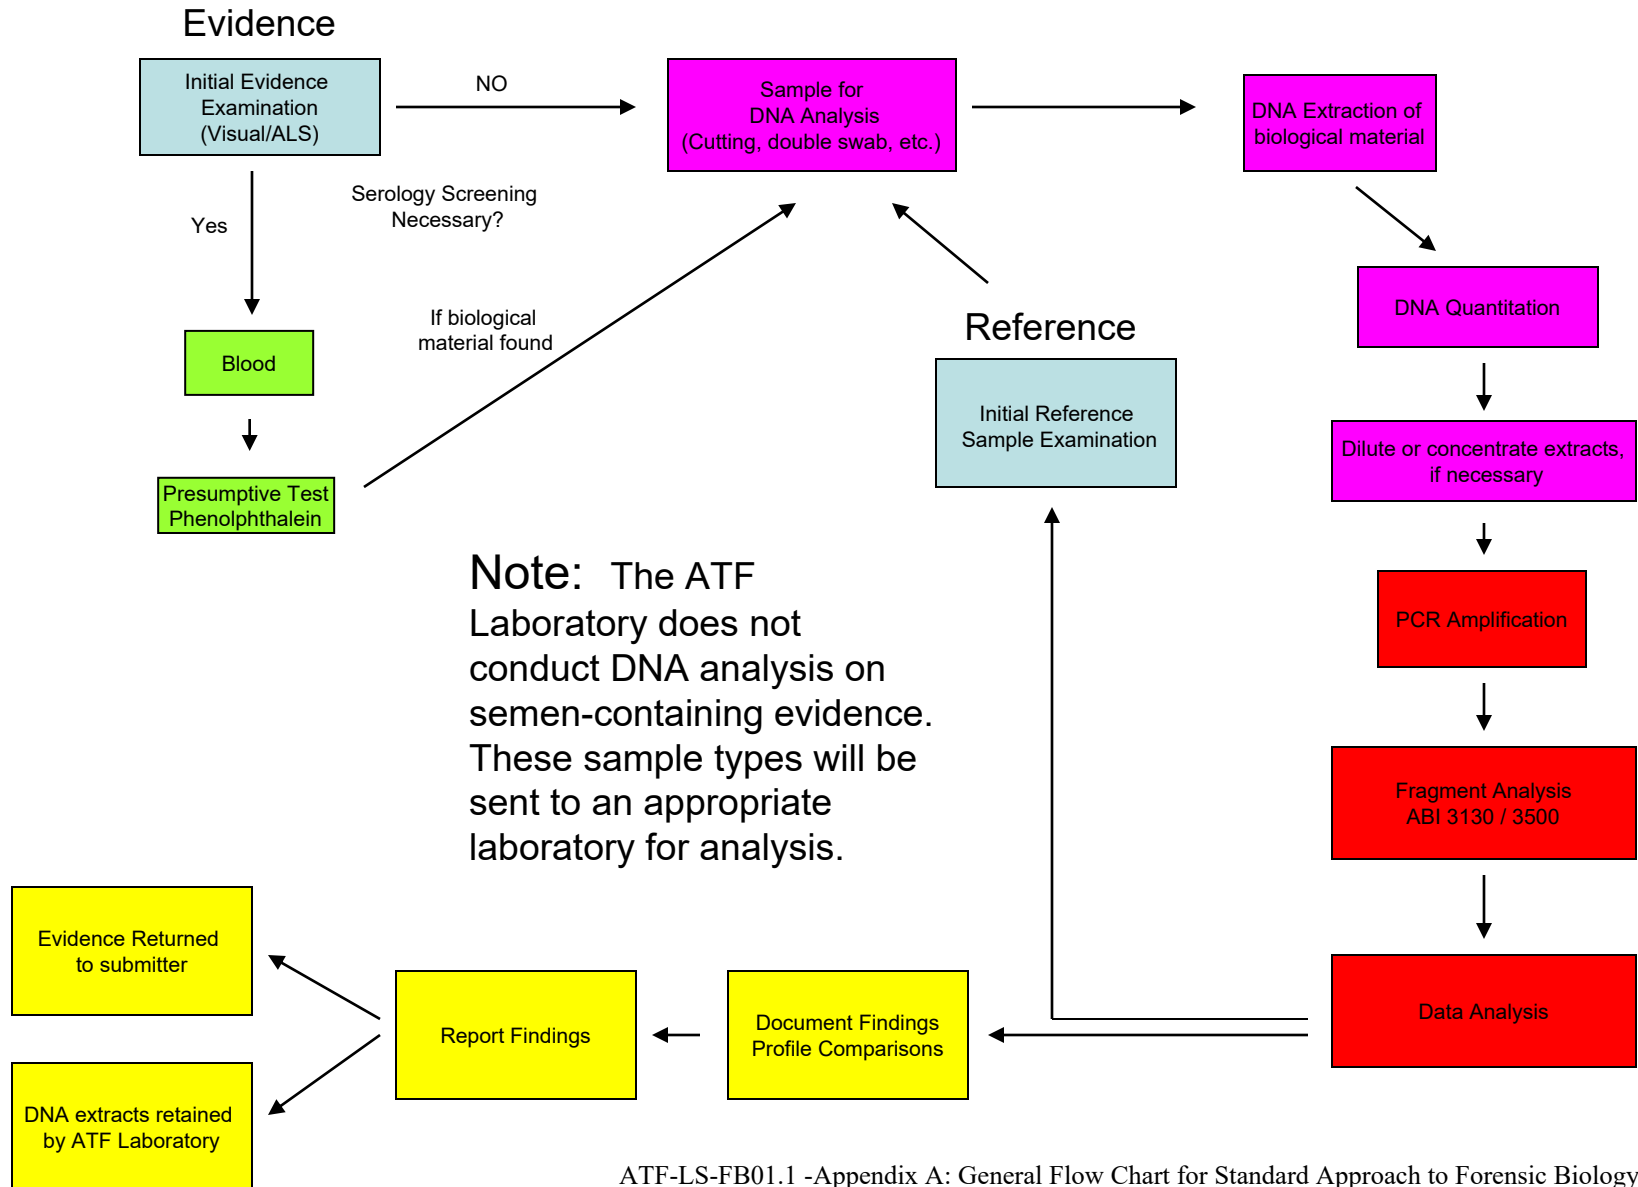 Evidence
Initial Evidence
Examination
(Visual/ALS)
NO
Sample for
DNA Analysis
(Cutting, double swab, etc.)
DNA Extraction of
biological material
Serology Screening
Necessary?
Yes
If biological
material found
Blood
Presumptive Test
Phenolphthalein
Reference
Initial Reference
Sample Examination
DNA Quantitation
Dilute or concentrate extracts,
if necessary
PCR Amplification
Fragment Analysis
ABI 3130 / 3500
Data Analysis
Note: The ATF
Laboratory does not
conduct DNA analysis on
semen-containing evidence.
These sample types will be
sent to an appropriate
laboratory for analysis.
Document Findings
Profile Comparisons
Report Findings
Evidence Returned
to submitter
DNA extracts retained
by ATF Laboratory
ATF-LS-FB01.1 -Appendix A: General Flow Chart for Standard Approach to Forensic Biology